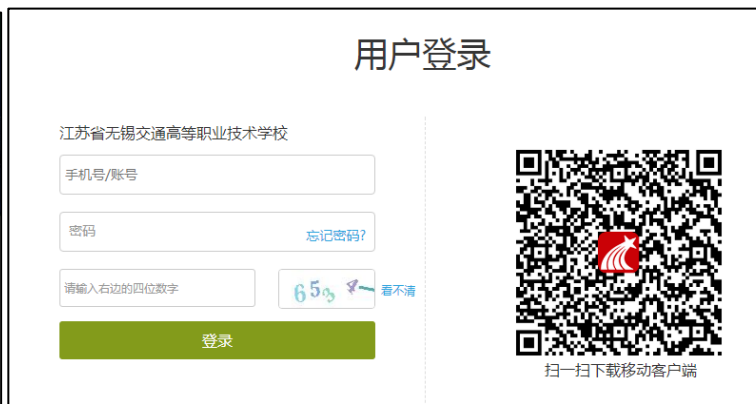 用户登录
江苏省无锡交通高等职业技术学校
手机号/账号
密码
忘记密码?
请输入右边的四位数字
看不清
登录
扫一扫下载移动客户端